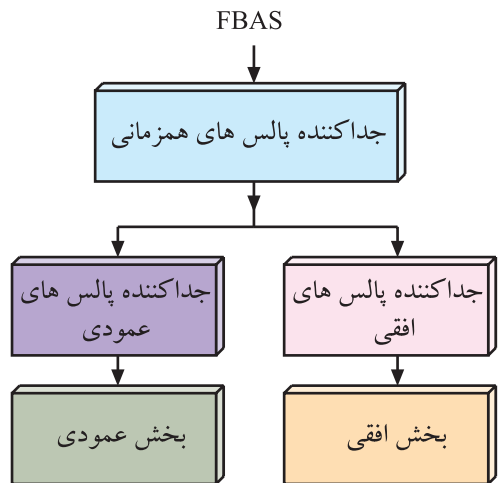 FBAS
جداکننده پالس های همزمانی
جداکننده پالس های
افقی
جداکننده پالس های
عمودی
بخش افقی
بخش عمودی